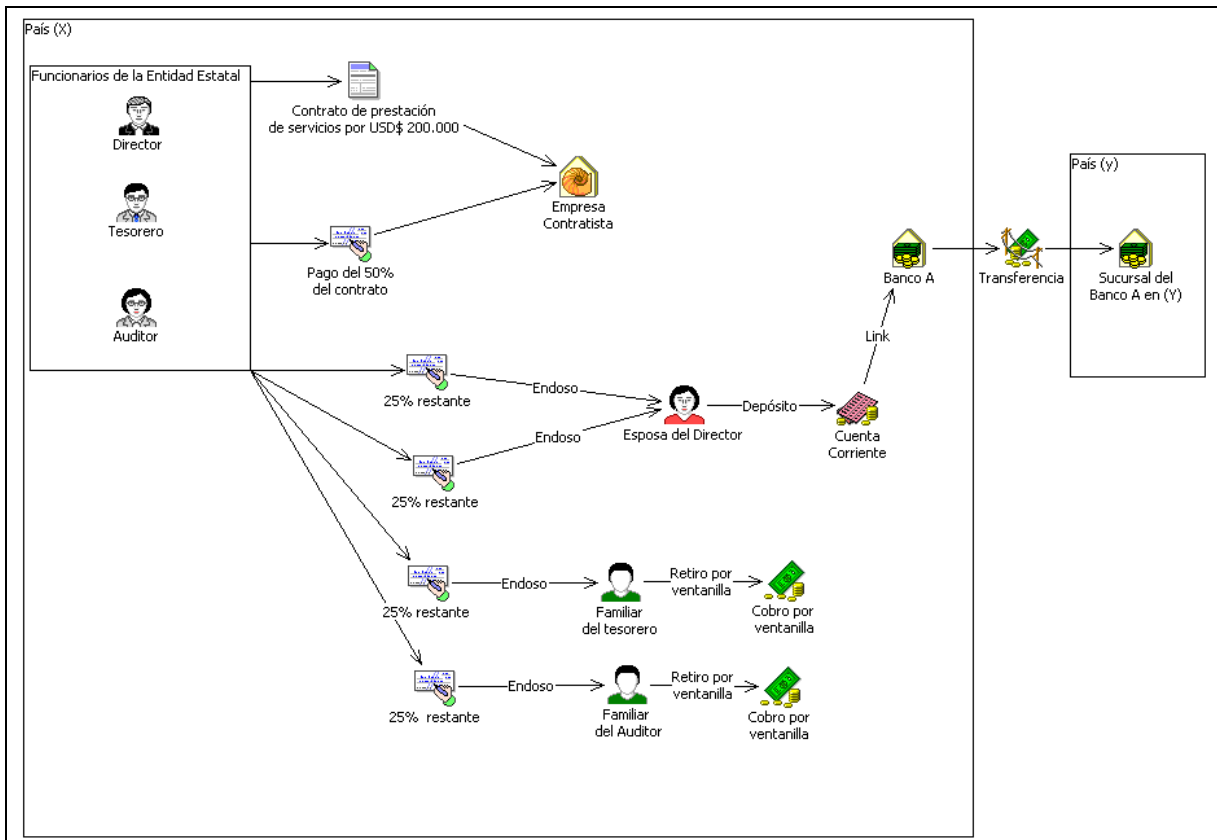 País (X)
Funcionarios de la Entidad Estatal
Director
Tesorero
Auditor
Contrato de prestación
de servicios por USD$ 200.000
Empresa
Contratista
Pago del 50%
del contrato
País (y)
Banco A
Transferencia
Sucursal del
Banco A en (Y)
Link
25% restante
Endoso
Esposa del Director
Depósito
Cuenta
Corriente
Endoso
25% restante
25% restante
Endoso
Familiar
del tesorero
Retiro por
ventanilla
Cobro por
ventanilla
25% restante
Endoso
Familiar
del Auditor
Retiro por
ventanilla
Cobro por
ventanilla